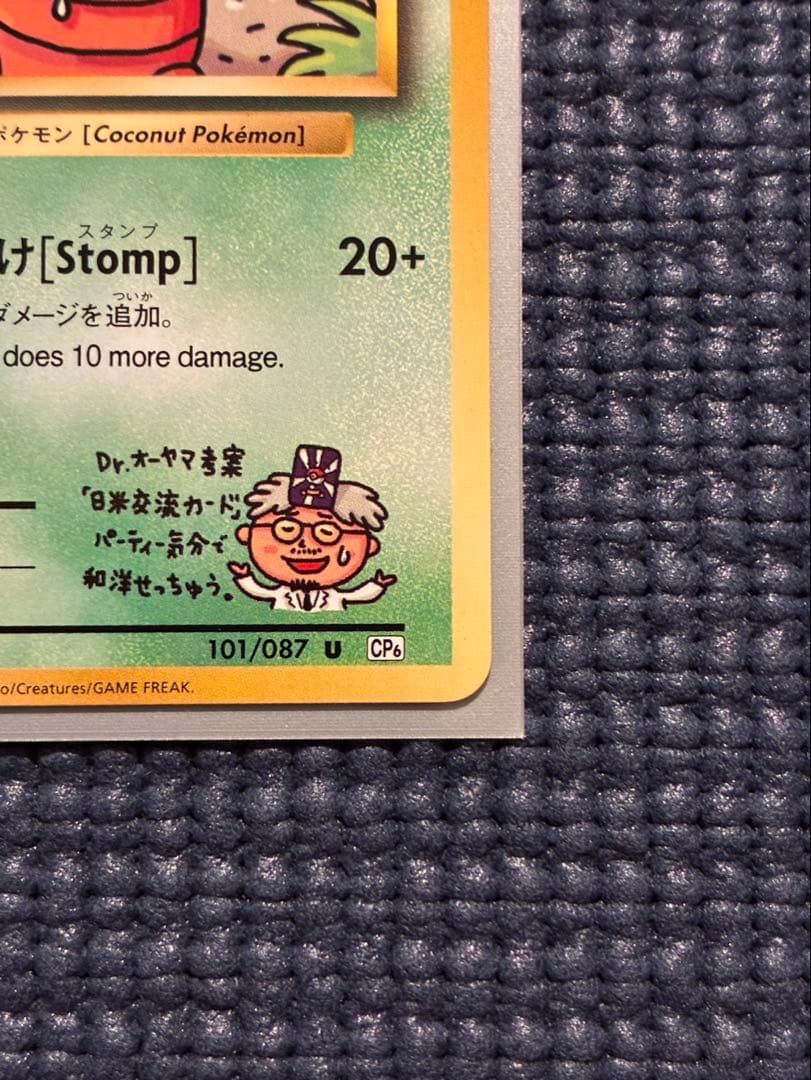 ポケモン [Coconut Pokémon]
スタンプ
け[Stomp] 20+
ついか
ダメージを追加。
does 10 more damage.
Dr.オーヤマ考案
「日米交流カード」
パーティー気分で
和洋せっちゅう。
101/087 U CP6
o/Creatures/GAME FREAK.